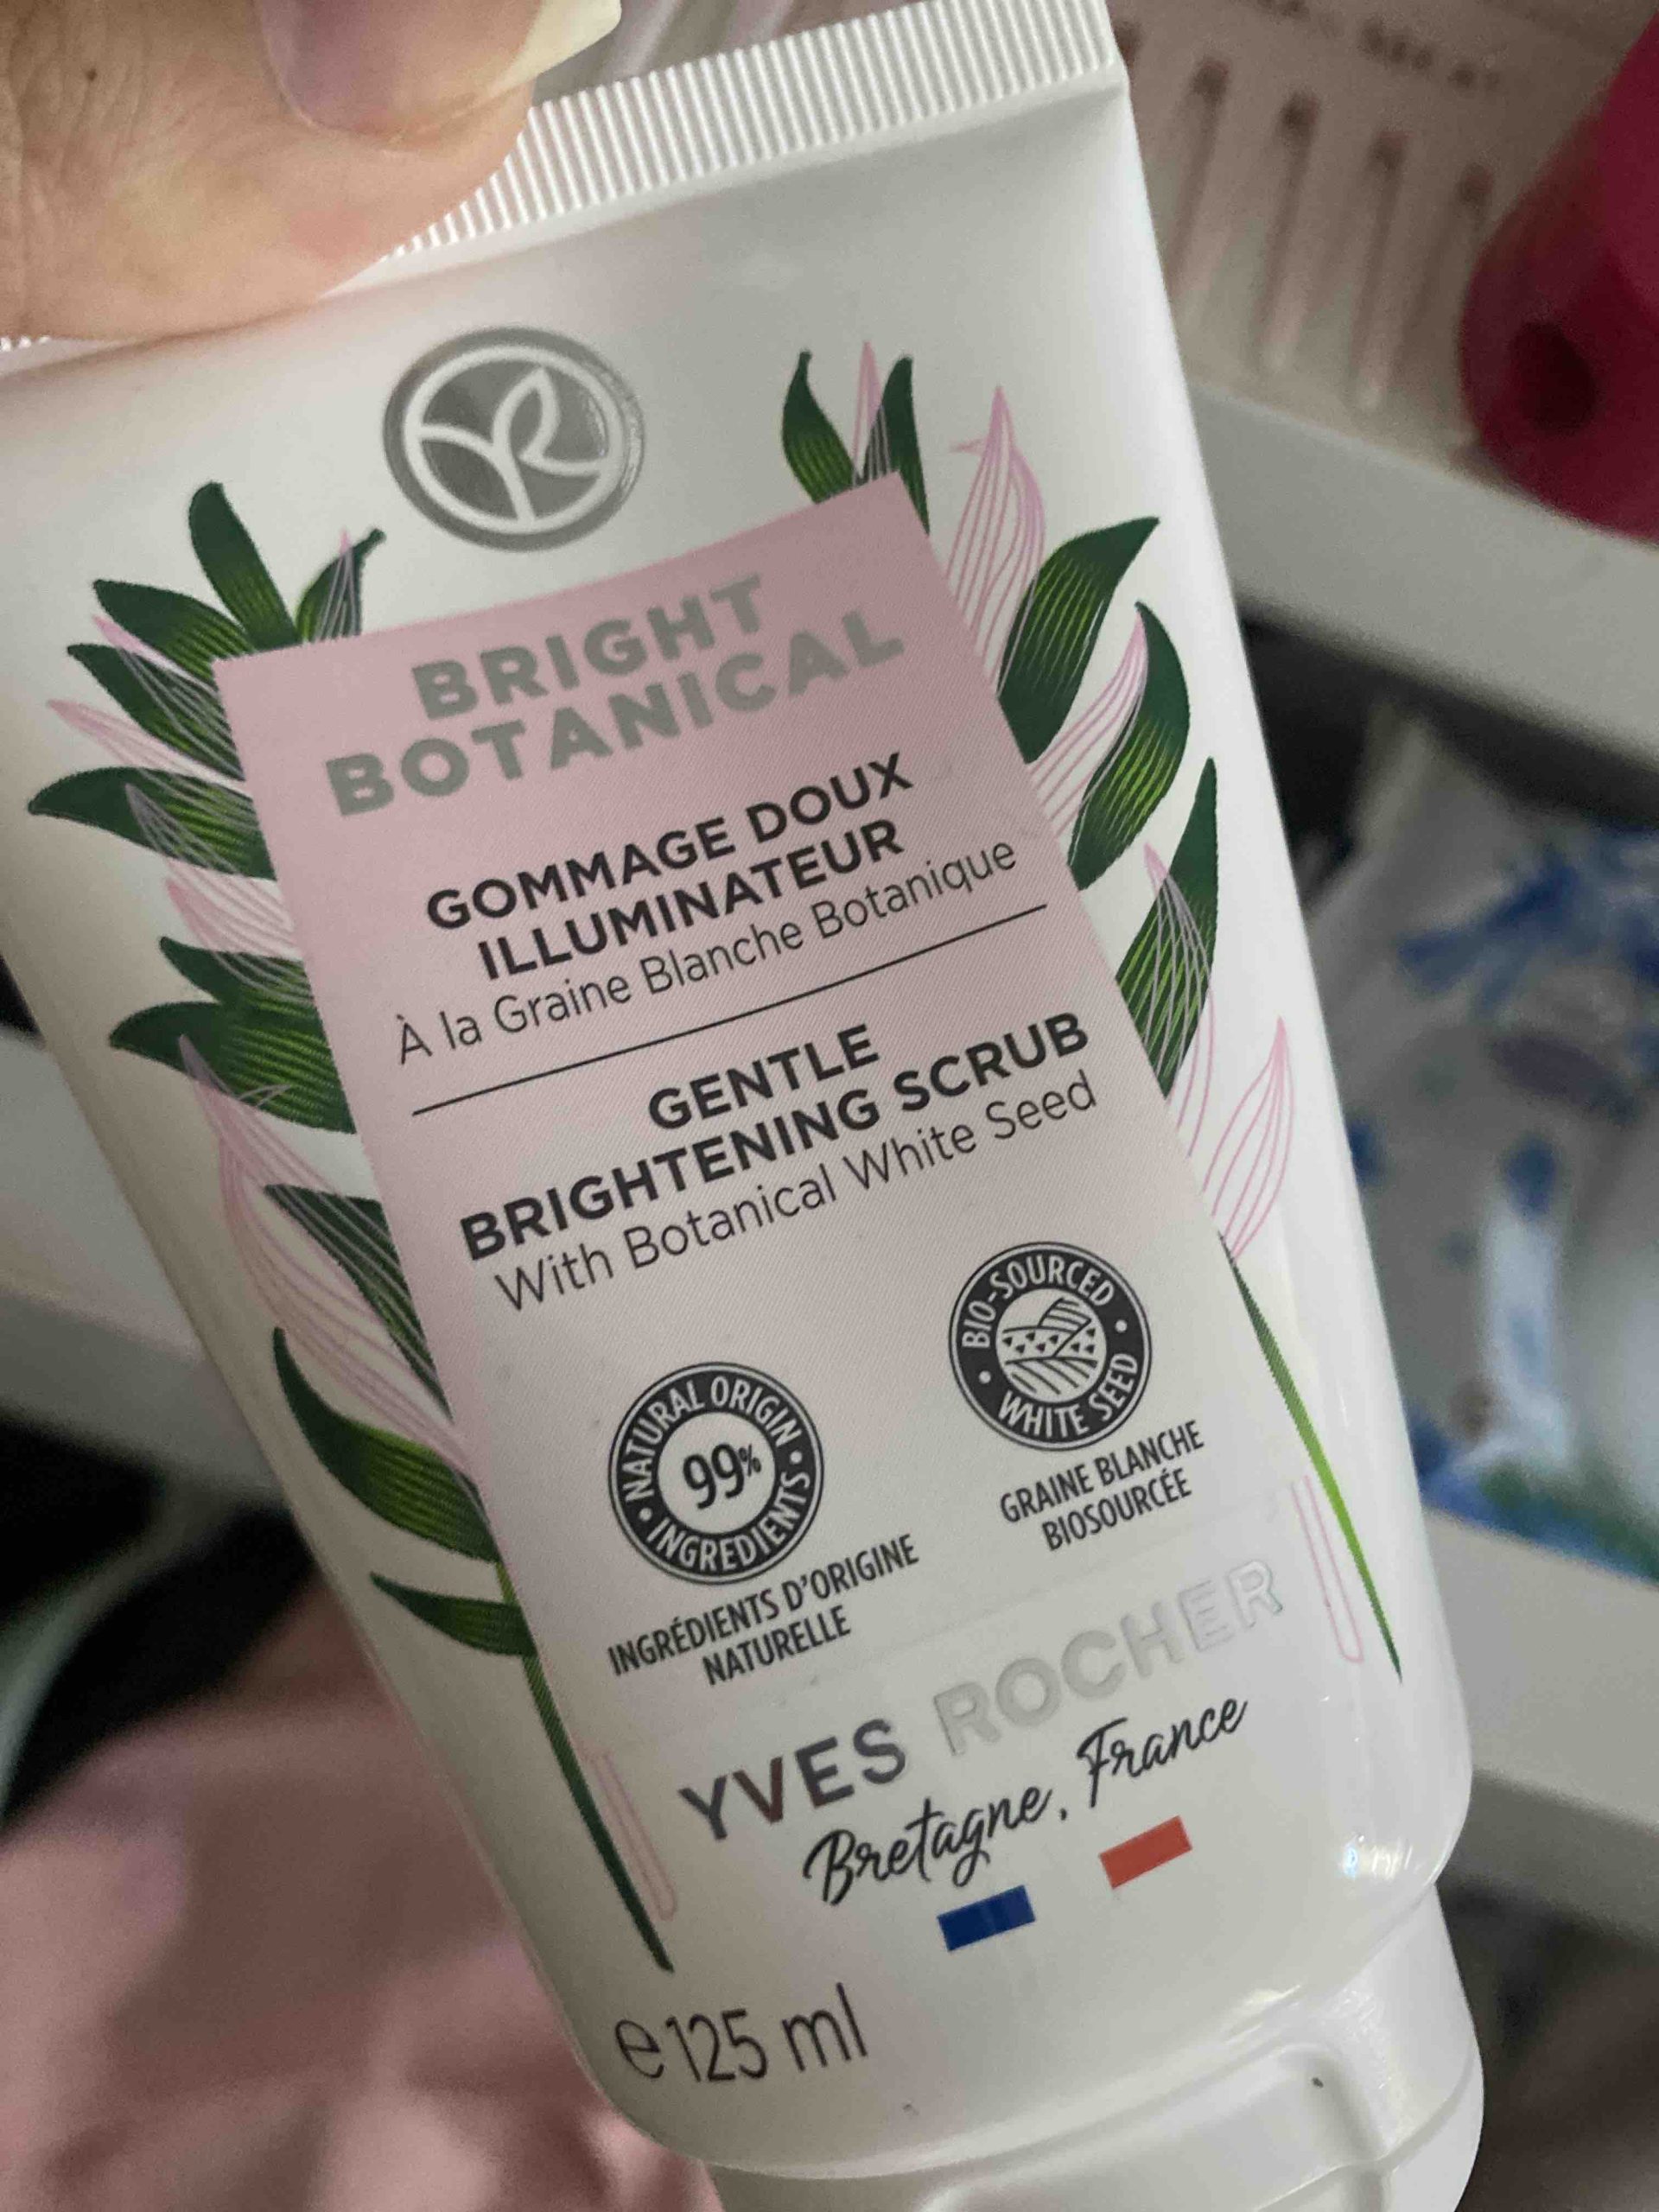 BRIGHT
BOTANICAL
GOMMAGE DOUX
ILLUMINATEUR
À la Graine Blanche Botanique
GENTLE
BRIGHTENING SCRUB
With Botanical White Seed
NATURAL ORIGIN
99%
INGREDIENTS
INGRÉDIENTS D'ORIGINE
NATURELLE
BIO-SOURCED
WHITE SEED
GRAINE BLANCHE
BIOSOURCÉE
YVES ROCHER
Bretagne, France
e 125 ml